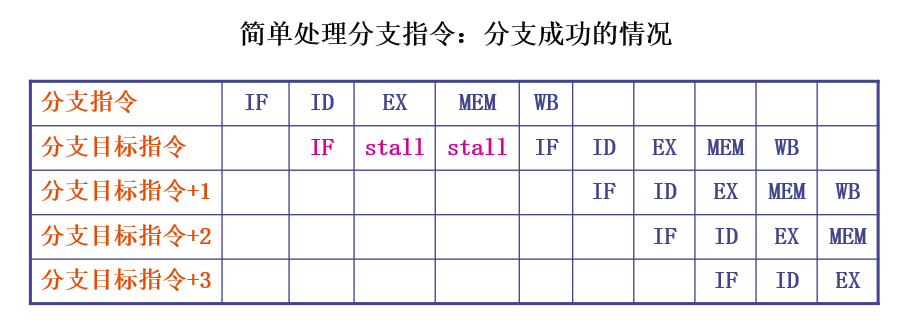 简单处理分支指令：分支成功的情况
分支指令 IF ID EX MEM WB
分支目标指令 IF stall stall IF ID EX MEM WB
分支目标指令+1 IF ID EX MEM WB
分支目标指令+2 IF ID EX MEM
分支目标指令+3 IF ID EX